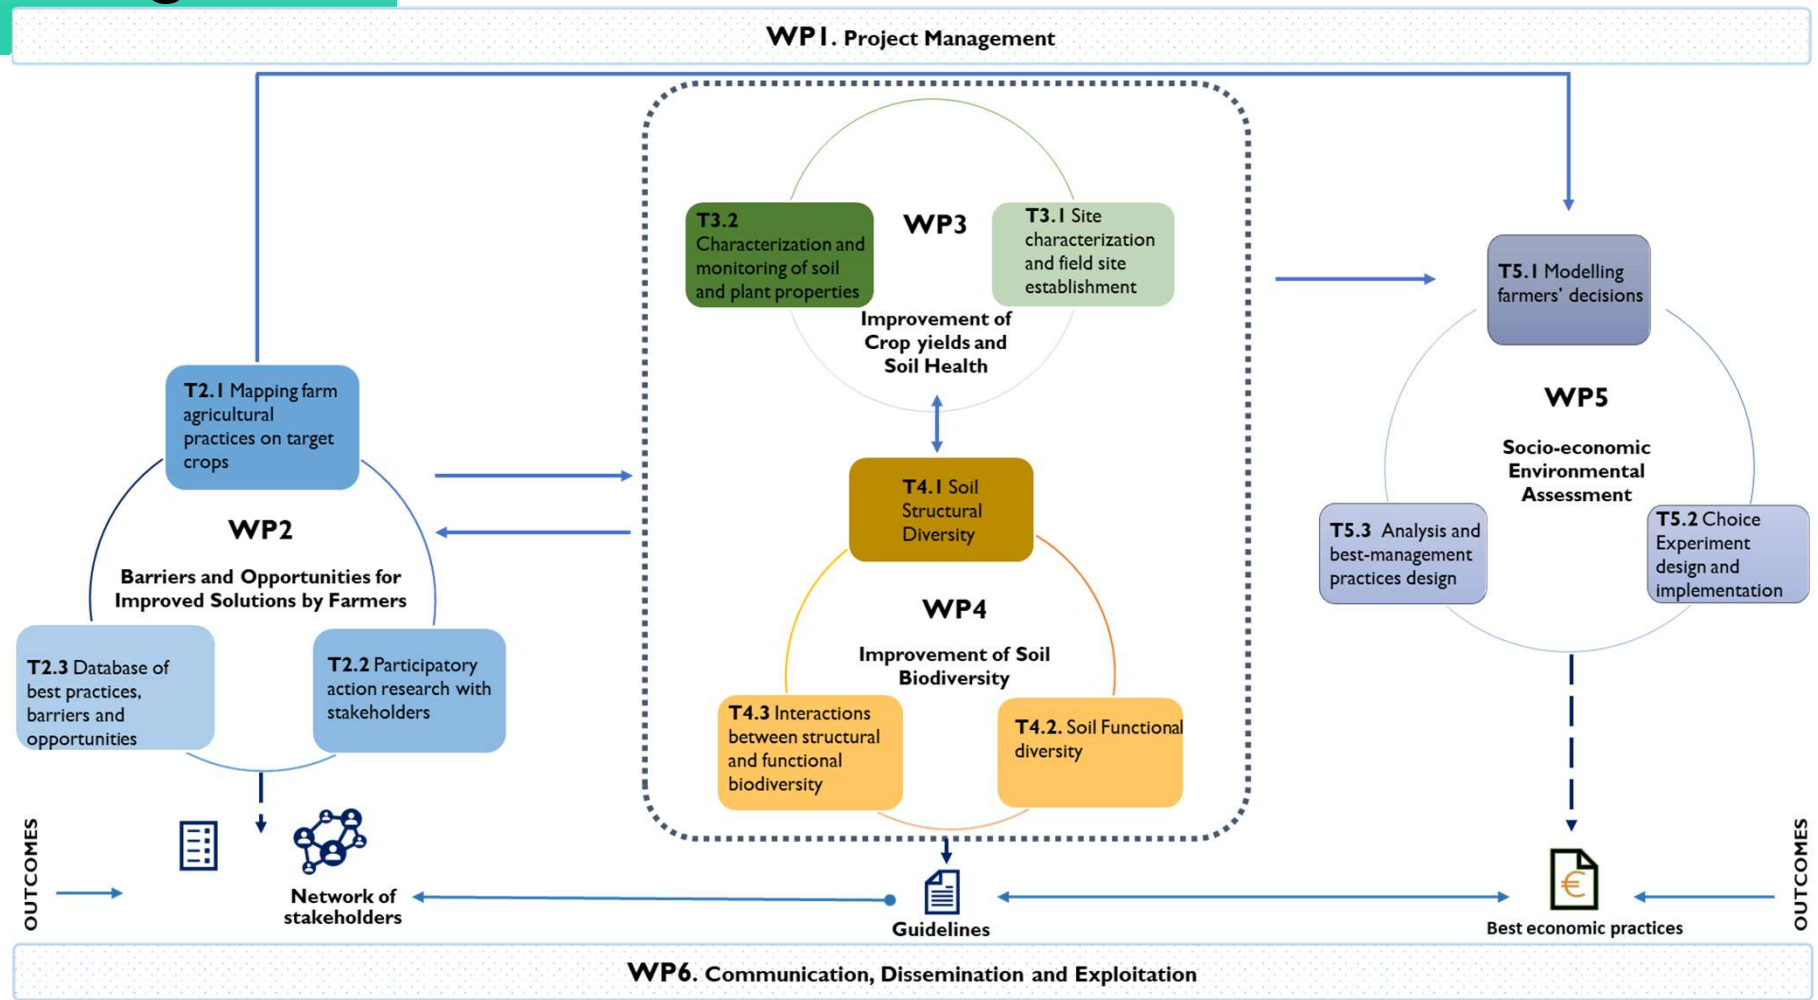 WP1. Project Management
T3.2
Characterization and
monitoring of soil
and plant properties
WP3
T3.1 Site
characterization
and field site
establishment
Improvement of
Crop yields and
Soil Health
T5.1 Modelling
farmers' decisions
WP5
Socio-economic
Environmental
Assessment
T5.3 Analysis and
best-management
practices design
T5.2 Choice
Experiment
design and
implementation
T2.1 Mapping farm
agricultural
practices on target
crops
WP2
Barriers and Opportunities for
Improved Solutions by Farmers
T2.3 Database of
best practices,
barriers and
opportunities
T2.2 Participatory
action research with
stakeholders
T4.1 Soil
Structural
Diversity
WP4
Improvement of Soil
Biodiversity
T4.3 Interactions
between structural
and functional
biodiversity
T4.2. Soil Functional
diversity
OUTCOMES
Network of
stakeholders
Guidelines
€
Best economic practices
OUTCOMES
WP6. Communication, Dissemination and Exploitation